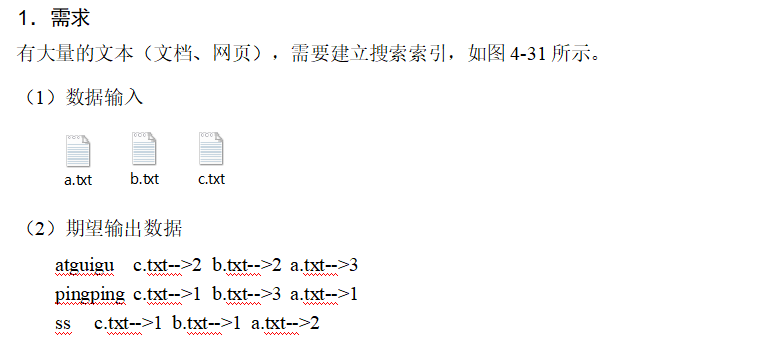 1．需求
有大量的文本（文档、网页），需要建立搜索索引，如图 4-31 所示。
（1）数据输入
a.txt b.txt c.txt
（2）期望输出数据
atguigu c.txt-->2 b.txt-->2 a.txt-->3
pingping c.txt-->1 b.txt-->3 a.txt-->1
ss c.txt-->1 b.txt-->1 a.txt-->2